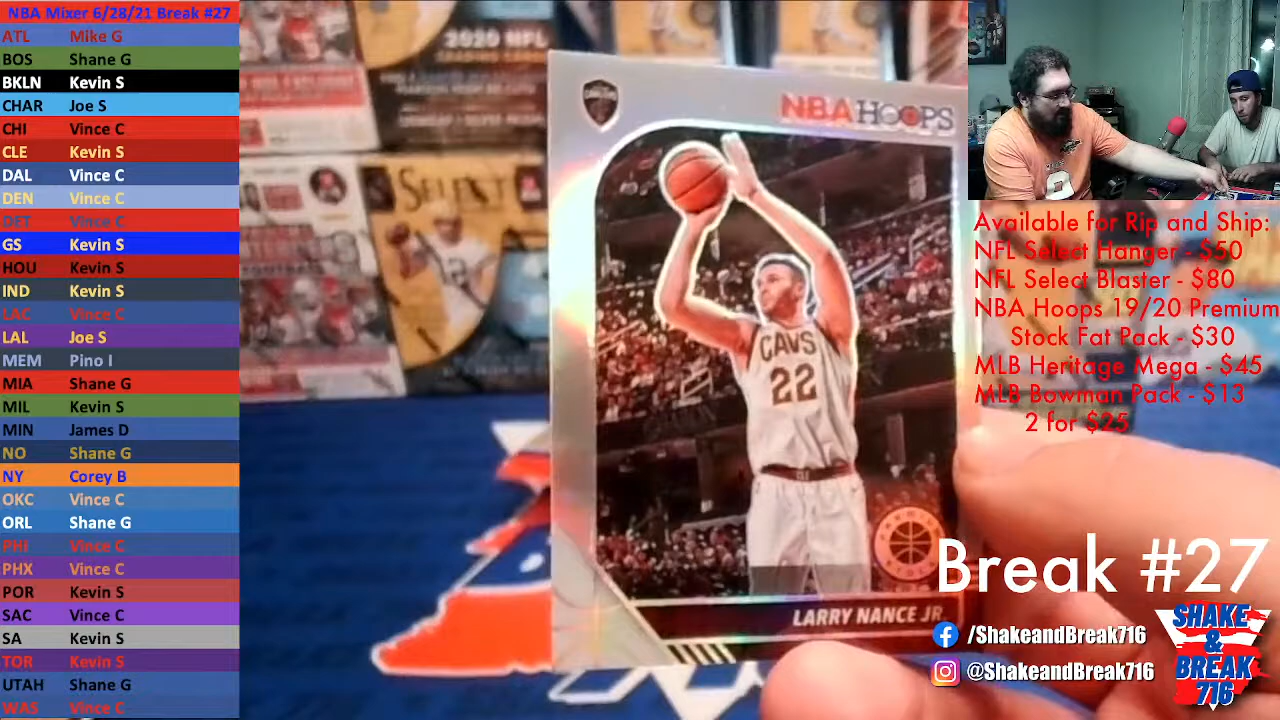 NBA Mixer 6/28/21 Break #27
ATL Mike G
BOS Shane G
BKLN Kevin S
CHAR Joe S
CHI Vince C
CLE Kevin S
DAL Vince C
DEN Vince C
DET Vince C
GS Kevin S
HOU Kevin S
IND Kevin S
LAC Vince C
LAL Joe S
MEM Pino I
MIA Shane G
MIL Kevin S
MIN James D
NO Shane G
NY Corey B
OKC Vince C
ORL Shane G
PHI Vince C
PHX Vince C
POR Kevin S
SAC Vince C
SA Kevin S
TOR Kevin S
UTAH Shane G
WAS Vince C
2020 NFL
SELECT
NBA HOOPS
CAVS
22
LARRY NANCE JR
Available for Rip and Ship:
NFL Select Hanger - $50
NFL Select Blaster - $80
NBA Hoops 19/20 Premium
Stock Fat Pack - $30
MLB Heritage Mega - $45
MLB Bowman Pack - $13
2 for $25
Break #27
/ShakeandBreak716
@ShakeandBreak716
SHAKE
&
BREAK
716